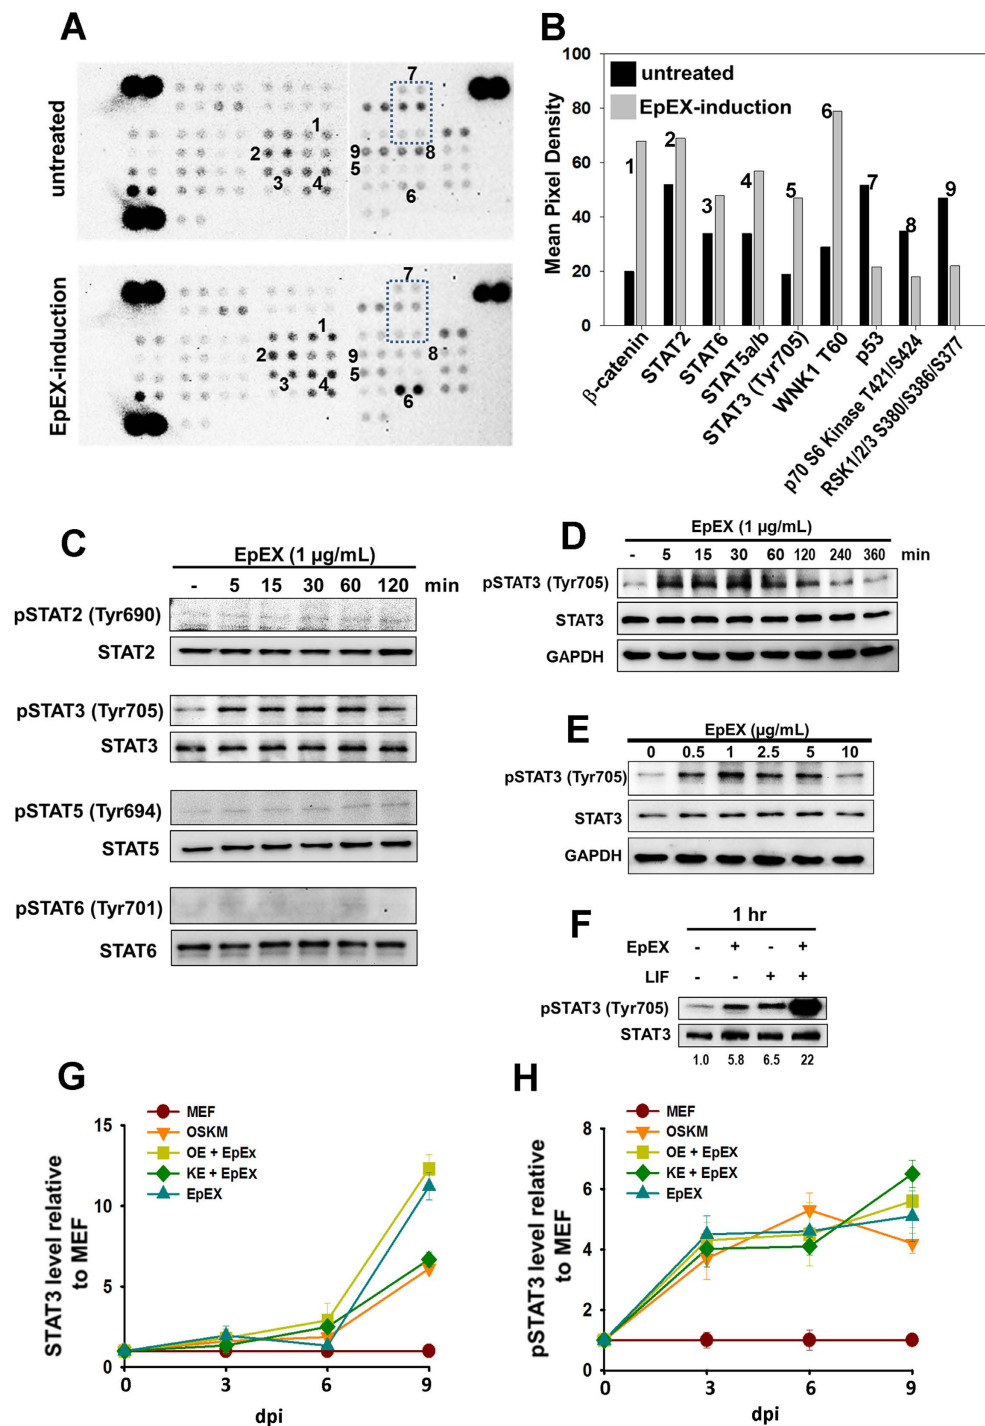 A
untreated
7
1
2
9
8
5
3
4
6
EpEX-induction
7
1
2
9
8
5
3
4
6
B
Mean Pixel Density
100
80
60
40
20
0
untreated
EpEX-induction
1
2
3
4
5
6
7
8
9
β-catenin
STAT2
STAT6
STAT5a/b
STAT3 (Tyr705)
WNK1 T60
p53
p70 S6 Kinase T421/S424
RSK1/2/3 S380/S386/S377
C
EpEX (1 µg/mL)
- 5 15 30 60 120 min
pSTAT2 (Tyr690)
STAT2
pSTAT3 (Tyr705)
STAT3
pSTAT5 (Tyr694)
STAT5
pSTAT6 (Tyr701)
STAT6
D
EpEX (1 µg/mL)
- 5 15 30 60 120 240 360 min
pSTAT3 (Tyr705)
STAT3
GAPDH
E
EpEX (µg/mL)
0 0.5 1 2.5 5 10
pSTAT3 (Tyr705)
STAT3
GAPDH
F
1 hr
EpEX - + - +
LIF - - + +
pSTAT3 (Tyr705)
STAT3
1.0 5.8 6.5 22
G
MEF
OSKM
OE + EpEx
KE + EpEX
EpEX
STAT3 level relative
to MEF
15
10
5
0
0 3 6 9
dpi
H
MEF
OSKM
OE + EpEX
KE + EpEX
EpEX
pSTAT3 level relative
to MEF
8
6
4
2
0
0 3 6 9
dpi